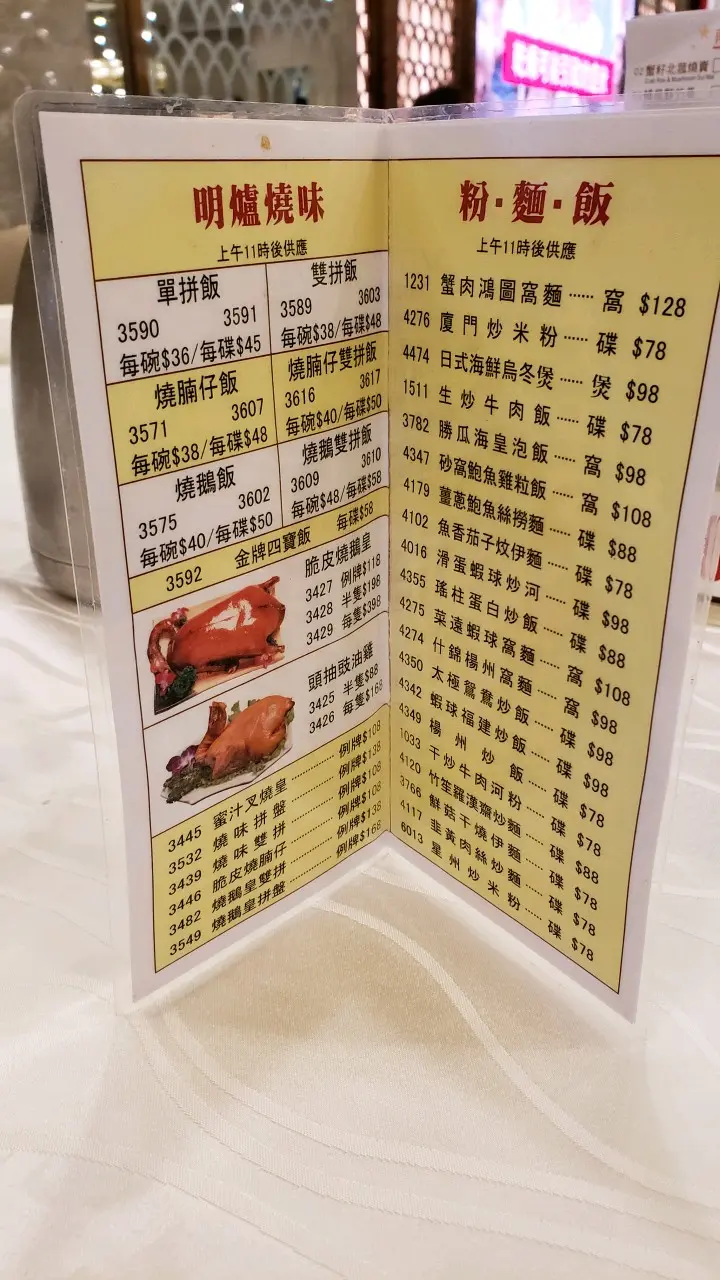 蟹籽北菰燒賣
明爐燒味
上午11時後供應
單拼飯
3590 3591
每碗$36/每碟$45
雙拼飯
3589 3603
每碗$38/每碟$48
燒腩仔飯
3571 3607
每碗$38/每碟$48
燒腩仔雙拼飯
3616 3617
每碗$40/每碟$50
燒鵝飯
3575 3602
每碗$40/每碟$50
燒鵝雙拼飯
3609 3610
每碗$48/每碟$58
3592 金牌四寶飯 每碟$58
脆皮燒鵝皇
3427 例牌$118
3428 半隻$198
3429 每隻$398
頭抽豉油雞
3425 半隻$88
3426 每隻$168
3445 蜜汁叉燒皇 例牌$108
3532 燒味拼盤 例牌$138
3439 燒味雙拼 例牌$108
3446 脆皮燒腩仔 例牌$108
3482 燒鵝皇雙拼 例牌$138
3549 燒鵝皇拼盤 例牌$168
粉·麵·飯
上午11時後供應
1231 蟹肉鴻圖窩麵 …… 窩 $128
4276 廈門炒米粉 …… 碟 $78
4474 日式海鮮烏冬煲 …… 煲 $98
1511 生炒牛肉飯 …… 碟 $78
3782 勝瓜海皇泡飯 …… 窩 $98
4347 砂窩鮑魚雞粒飯 …… 窩 $108
4179 薑蔥鮑魚絲撈麵 …… 碟 $88
4102 魚香茄子炆伊麵 …… 碟 $78
4016 滑蛋蝦球炒河 …… 碟 $98
4355 瑤柱蛋白炒飯 …… 碟 $88
4275 菜遠蝦球窩麵 …… 窩 $108
4274 什錦楊州窩麵 …… 窩 $98
4350 太極鴛鴦炒飯 …… 碟 $98
4342 蝦球福建炒飯 …… 碟 $98
4349 楊州炒飯 …… 碟 $78
1033 干炒牛肉河粉 …… 碟 $78
4120 竹笙羅漢齋炒麵 …… 碟 $88
3766 鮮菇干燒伊麵 …… 碟 $78
4117 韭黃肉絲炒麵 …… 碟 $78
6013 星州炒米粉 …… 碟 $78